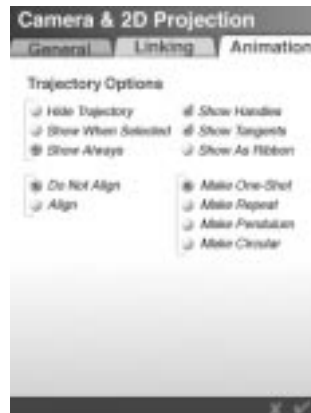 Camera & 2D Projection
General Linking Animation
Trajectory Options
Hide Trajectory
Show When Selected
Show Always
Show Handles
Show Tangents
Show As Ribbon
Do Not Align
Align
Make One-Shot
Make Repeat
Make Pendulum
Make Circular